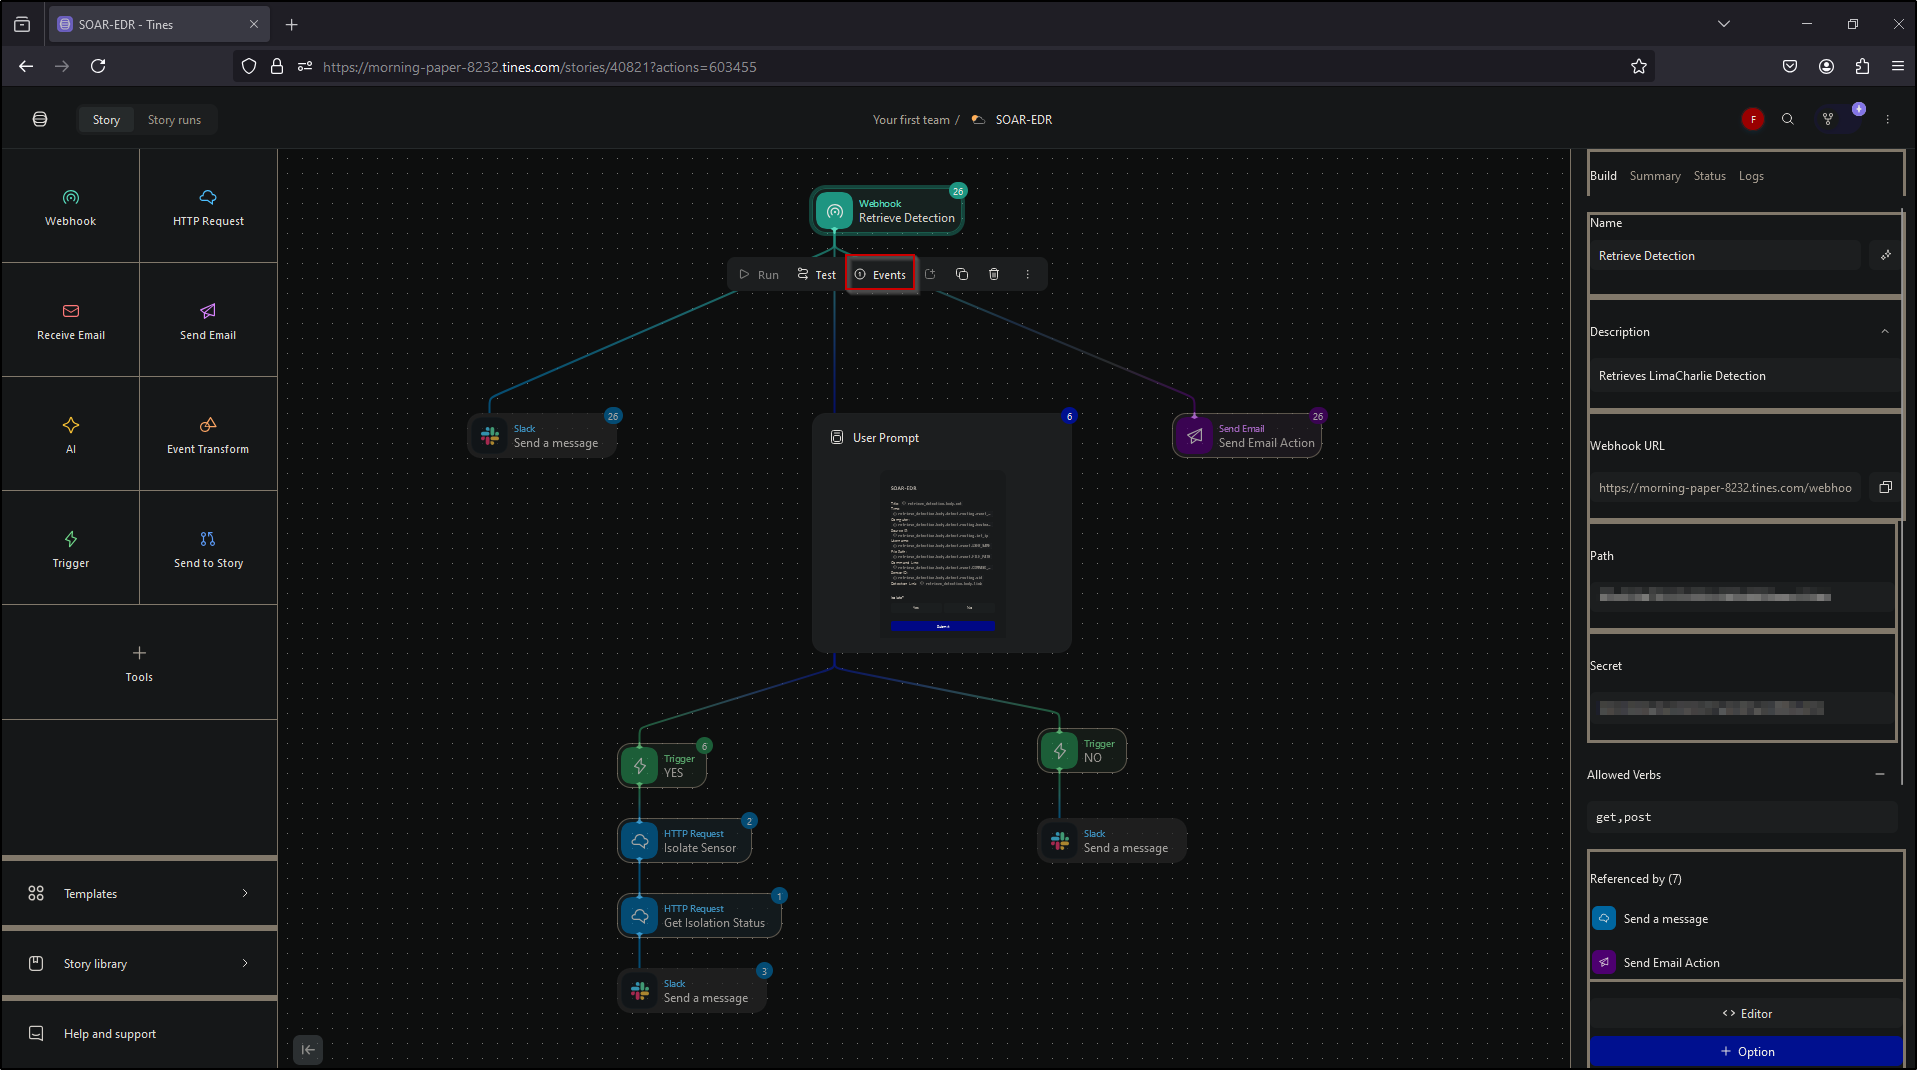 SOAR-EDR - Tines
https://morning-paper-8232.tines.com/stories/40821?actions=603455
Story
Story runs
Your first team /
SOAR-EDR
F
Webhook
HTTP Request
Receive Email
Send Email
AI
Event Transform
Trigger
Send to Story
Tools
Templates
Story library
Help and support
26
Webhook
Retrieve Detection
Run
Test
Events
26
Slack
Send a message
6
User Prompt
SOAR-EDR
Yes
No
Submit
26
Send Email
Send Email Action
6
Trigger
YES
Trigger
NO
2
HTTP Request
Isolate Sensor
Slack
Send a message
1
HTTP Request
Get Isolation Status
3
Slack
Send a message
Build
Summary
Status
Logs
Name
Retrieve Detection
Description
Retrieves LimaCharlie Detection
Webhook URL
https://morning-paper-8232.tines.com/webhoo
Path
Secret
Allowed Verbs
get,post
Referenced by (7)
Send a message
Send Email Action
<> Editor
+ Option